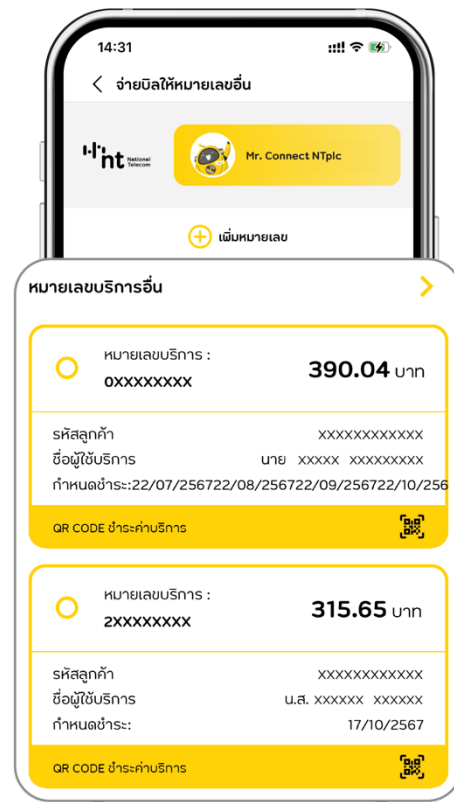 14:31
จ่ายบิลให้หมายเลขอื่น
nt National Telecom
Mr. Connect NTplc
เพิ่มหมายเลข
หมายเลขบริการอื่น
หมายเลขบริการ :
0XXXXXXXX
390.04 บาท
รหัสลูกค้า XXXXXXXXXXXX
ชื่อผู้ใช้บริการ นาย XXXXX XXXXXXXXX
กำหนดชำระ:22/07/256722/08/256722/09/256722/10/256
QR CODE ชำระค่าบริการ
หมายเลขบริการ :
2XXXXXXXX
315.65 บาท
รหัสลูกค้า XXXXXXXXXXXX
ชื่อผู้ใช้บริการ น.ส. XXXXXX XXXXXX
กำหนดชำระ: 17/10/2567
QR CODE ชำระค่าบริการ